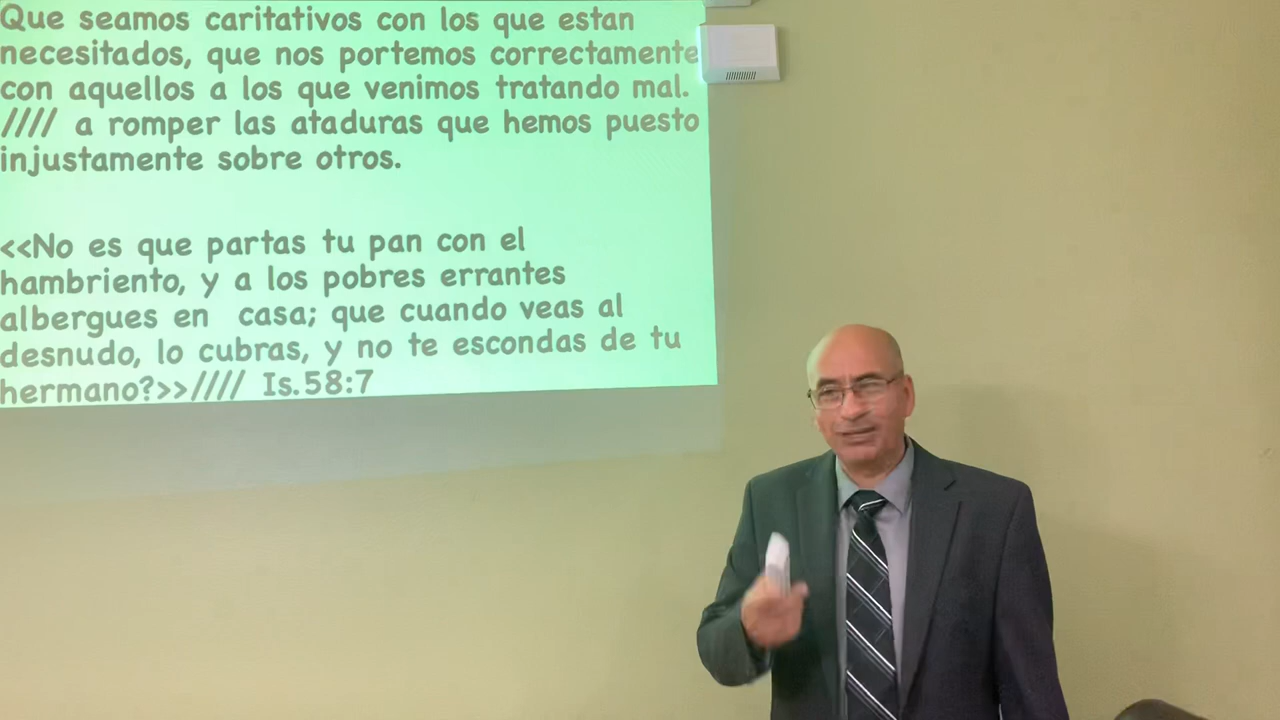 Que seamos caritativos con los que estan
necesitados, que nos portemos correctamente
con aquellos a los que venimos tratando mal.
//// a romper las ataduras que hemos puesto
injustamente sobre otros.
<<No es que partas tu pan con el
hambriento, y a los pobres errantes
albergues en casa; que cuando veas al
desnudo, lo cubras, y no te escondas de tu
hermano?>>//// Is.58:7